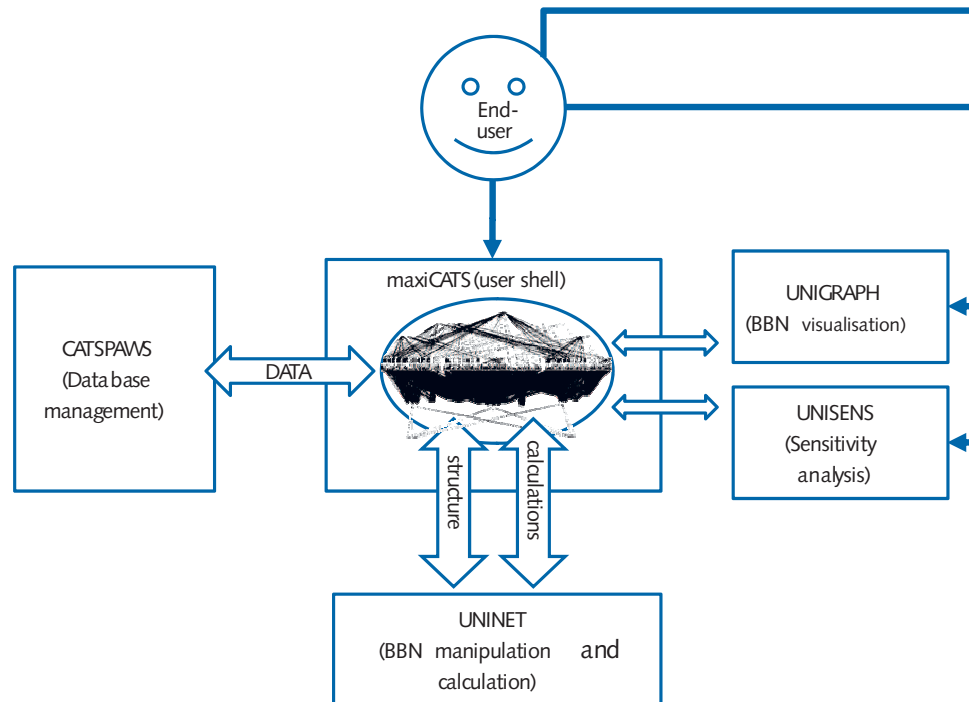 End-
user
maxiCATS (user shell)
UNIGRAPH
(BBN visualisation)
CATSPAWS
(Data base
management)
DATA
UNISENS
(Sensitivity
analysis)
structure
calculations
UNINET
(BBN manipulation and
calculation)